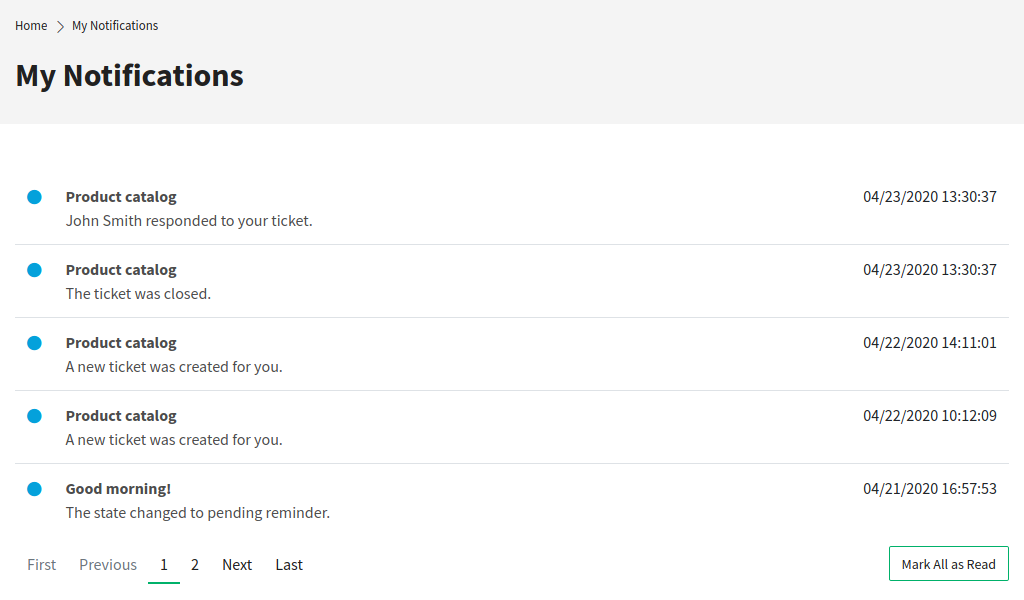 Home My Notifications
My Notifications
Product catalog 04/23/2020 13:30:37
John Smith responded to your ticket.
Product catalog 04/23/2020 13:30:37
The ticket was closed.
Product catalog 04/22/2020 14:11:01
A new ticket was created for you.
Product catalog 04/22/2020 10:12:09
A new ticket was created for you.
Good morning! 04/21/2020 16:57:53
The state changed to pending reminder.
First Previous 1 2 Next Last Mark All as Read